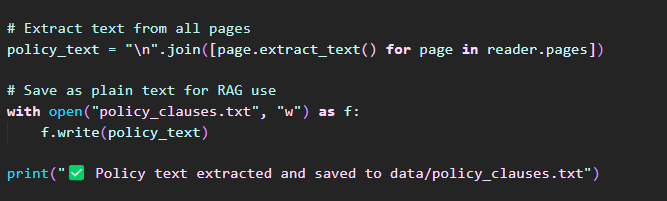 # Extract text from all pages
policy_text = "\n".join([page.extract_text() for page in reader.pages])
# Save as plain text for RAG use
with open("policy_clauses.txt", "w") as f:
    f.write(policy_text)
print("✅ Policy text extracted and saved to data/policy_clauses.txt")